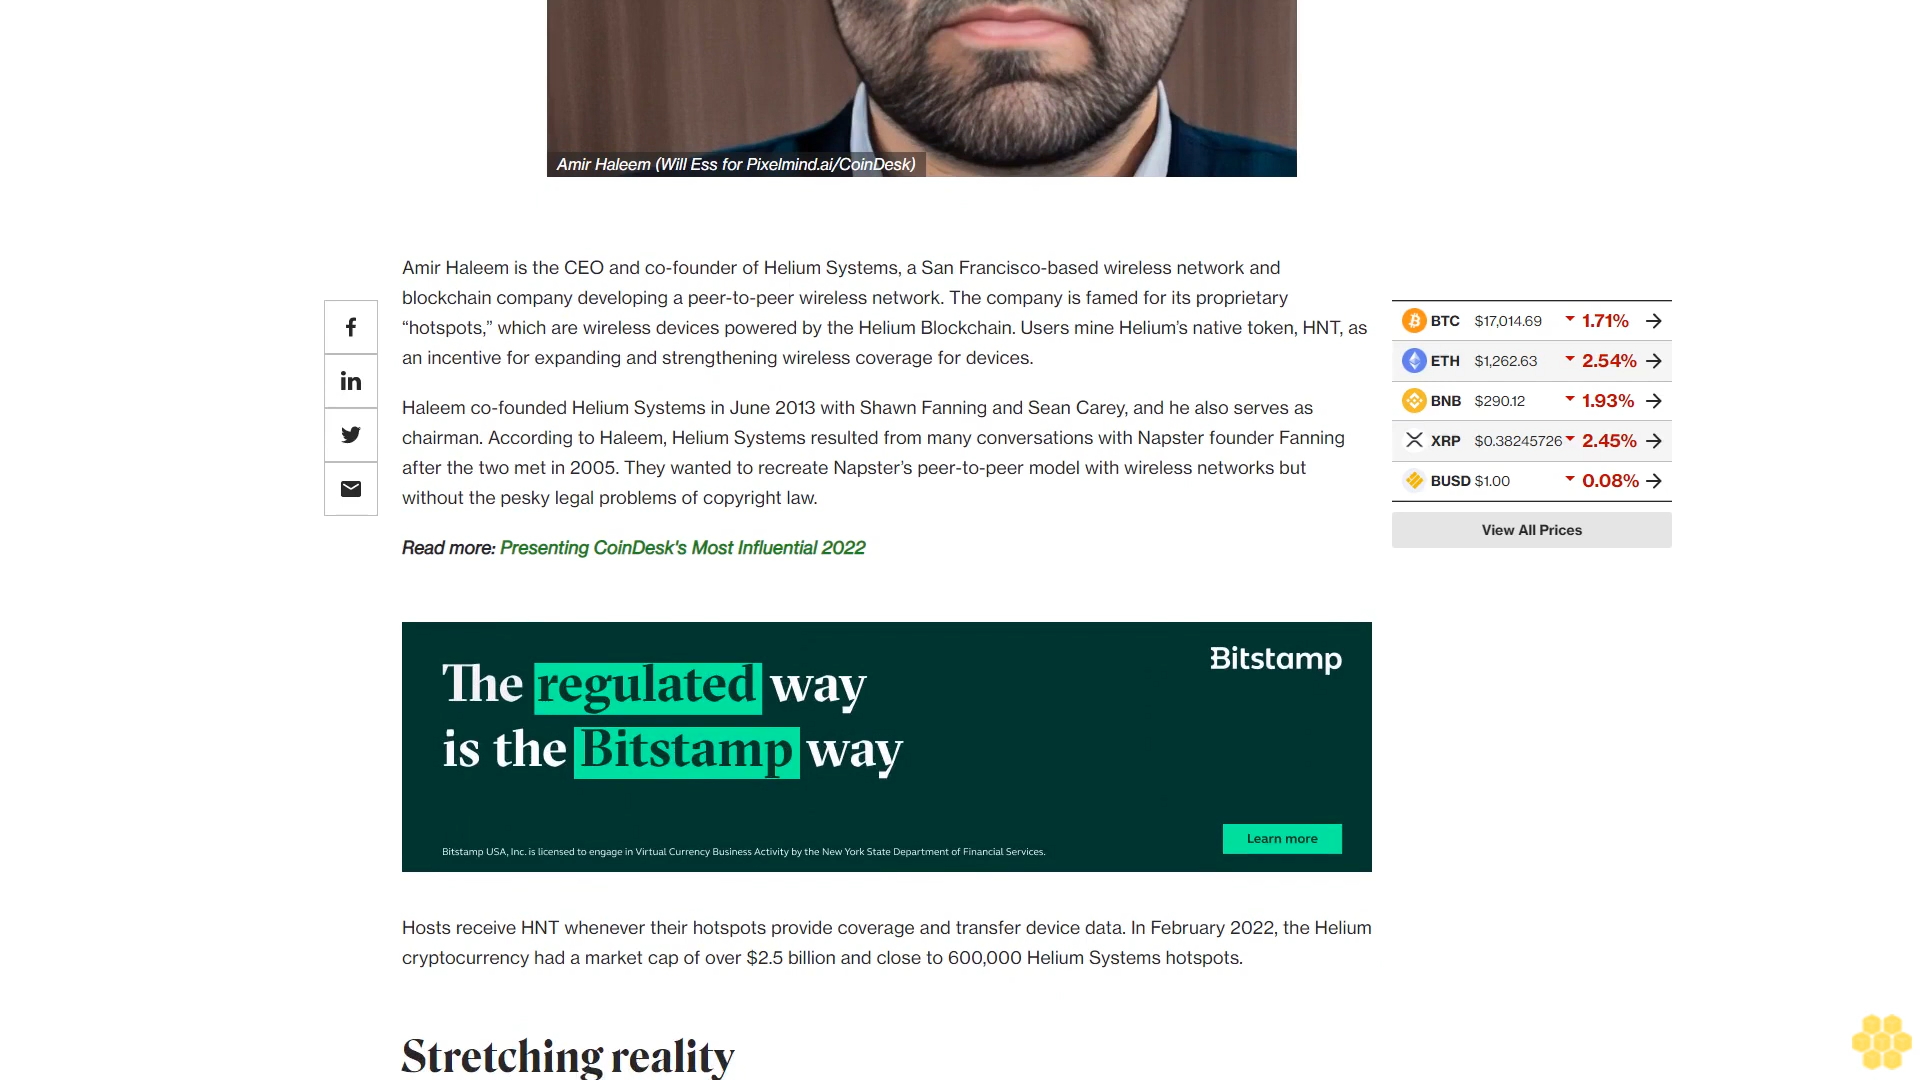 Amir Haleem (Will Ess for Pixelmind.ai/CoinDesk)
Amir Haleem is the CEO and co-founder of Helium Systems, a San Francisco-based wireless network and
blockchain company developing a peer-to-peer wireless network. The company is famed for its proprietary
“hotspots,” which are wireless devices powered by the Helium Blockchain. Users mine Helium’s native token, HNT, as
an incentive for expanding and strengthening wireless coverage for devices.
Haleem co-founded Helium Systems in June 2013 with Shawn Fanning and Sean Carey, and he also serves as
chairman. According to Haleem, Helium Systems resulted from many conversations with Napster founder Fanning
after the two met in 2005. They wanted to recreate Napster’s peer-to-peer model with wireless networks but
without the pesky legal problems of copyright law.
Read more: Presenting CoinDesk's Most Influential 2022
BTC $17,014.69 1.71%
ETH $1,262.63 2.54%
BNB $290.12 1.93%
XRP $0.38245726 2.45%
BUSD $1.00 0.08%
View All Prices
Bitstamp
The regulated way
is the Bitstamp way
Learn more
Bitstamp USA, Inc. is licensed to engage in Virtual Currency Business Activity by the New York State Department of Financial Services.
Hosts receive HNT whenever their hotspots provide coverage and transfer device data. In February 2022, the Helium
cryptocurrency had a market cap of over $2.5 billion and close to 600,000 Helium Systems hotspots.
Stretching reality